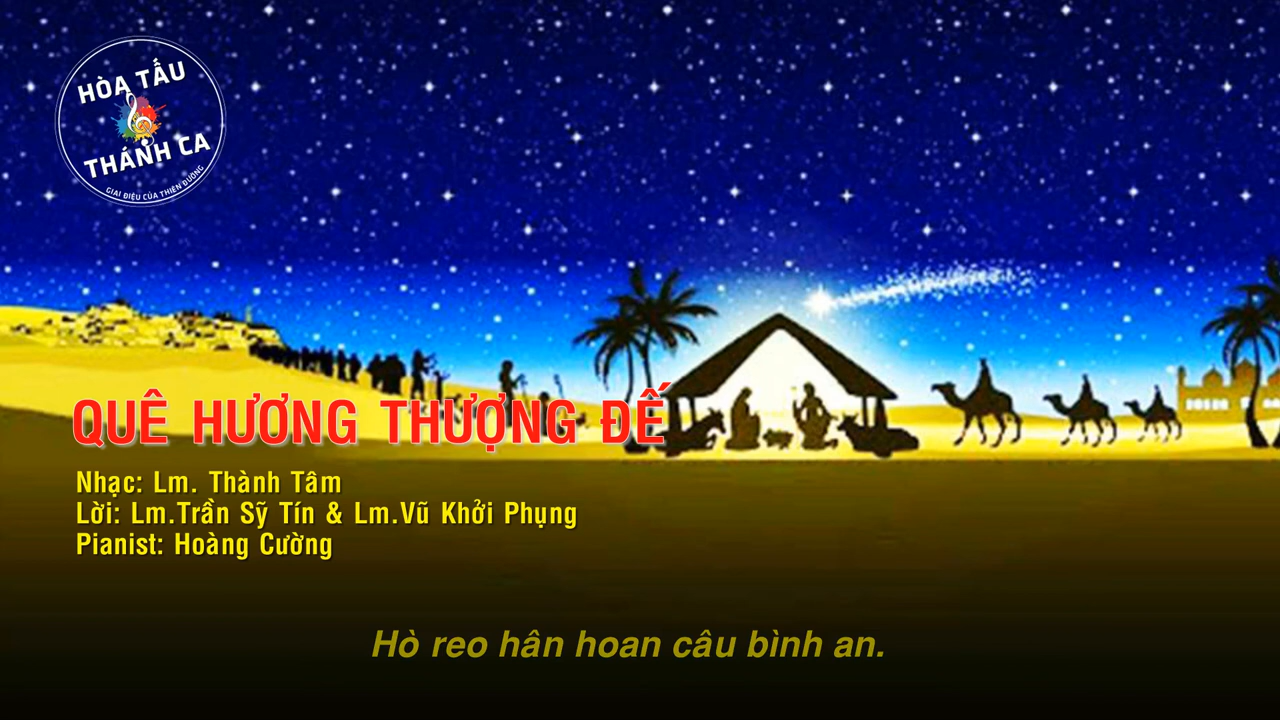 HÒA TẤU
THÁNH CA
GIAI ĐIỆU CỦA THIÊN ĐƯỜNG
QUÊ HƯƠNG THƯỢNG ĐẾ
Nhạc: Lm. Thành Tâm
Lời: Lm.Trần Sỹ Tín & Lm.Vũ Khởi Phụng
Pianist: Hoàng Cường
Hò reo hân hoan câu bình an.